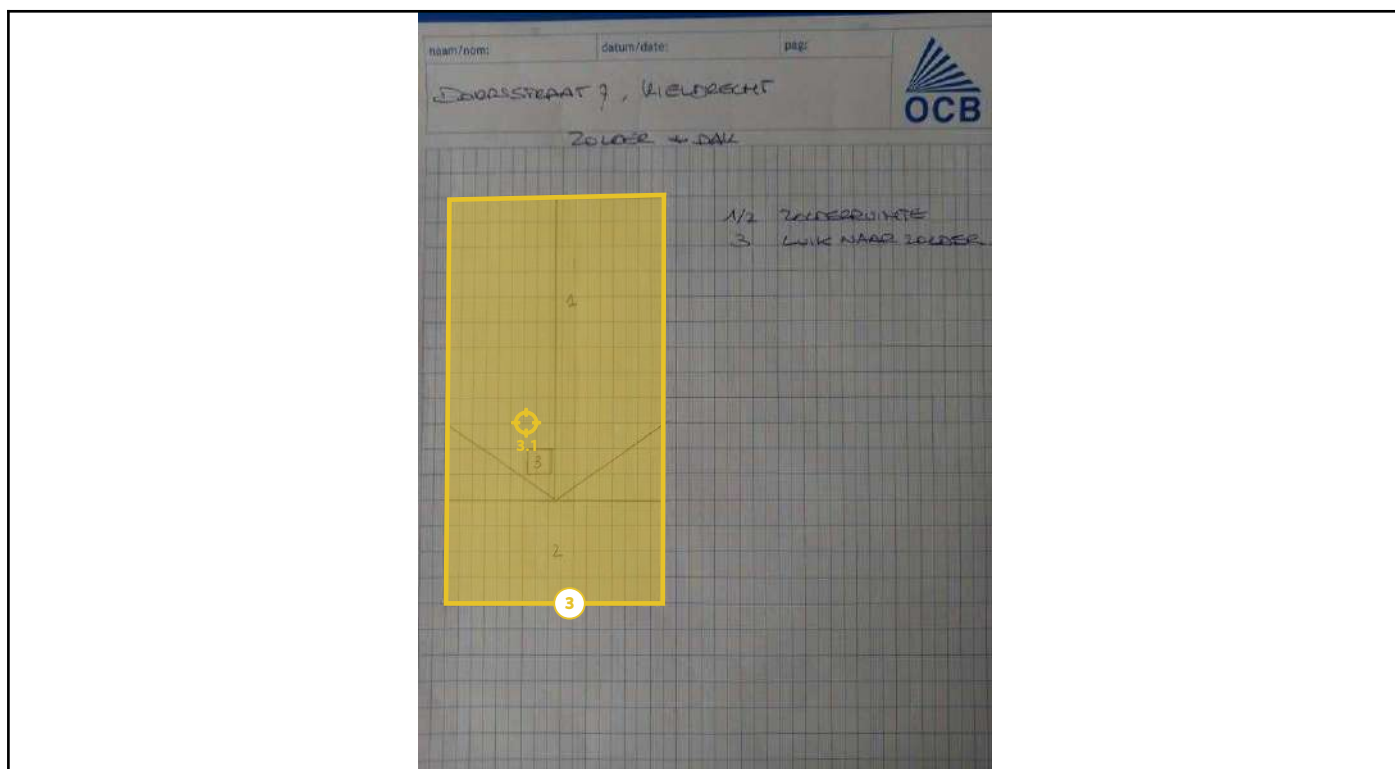 naam/nom: datum/date: pag:
DOORSSTRAAT 7, KIELDRECHT
OCB
ZOLDER + DAK
1/2 ZOLDERRUIMTE
3 LUIK NAAR ZOLDER
1
3.1
3
2
3